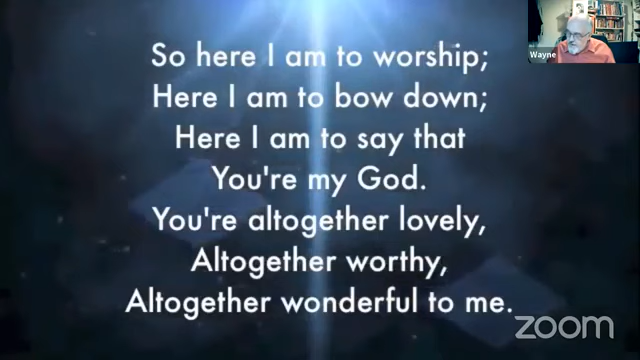 So here I am to worship;
Here I am to bow down;
Here I am to say that
You're my God.
You're altogether lovely,
Altogether worthy,
Altogether wonderful to me.
Wayne
zoom